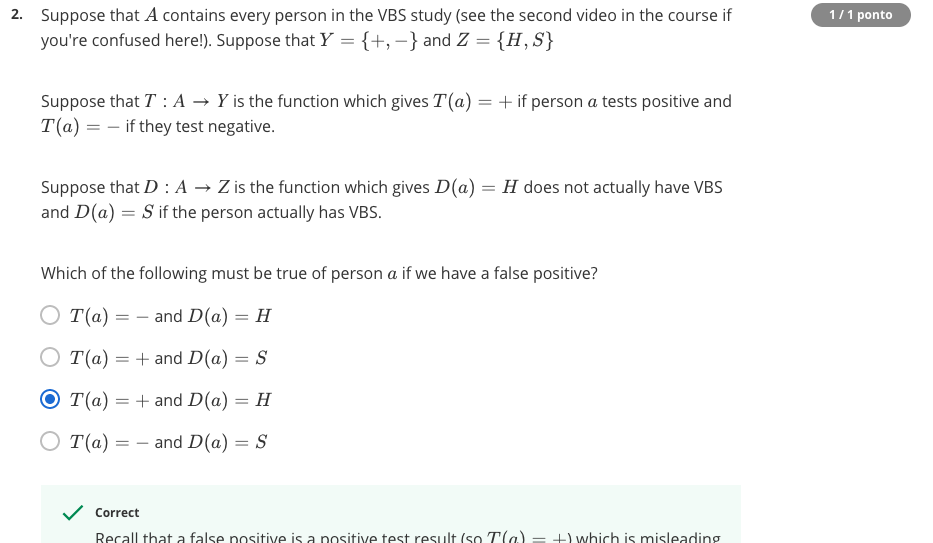 2. Suppose that A contains every person in the VBS study (see the second video in the course if
1 / 1 ponto
you're confused here!). Suppose that Y = {+, −} and Z = {H, S}
Suppose that T : A → Y is the function which gives T(a) = + if person a tests positive and
T(a) = − if they test negative.
Suppose that D : A → Z is the function which gives D(a) = H does not actually have VBS
and D(a) = S if the person actually has VBS.
Which of the following must be true of person a if we have a false positive?
T(a) = − and D(a) = H
T(a) = + and D(a) = S
T(a) = + and D(a) = H
T(a) = − and D(a) = S
Correct
Recall that a false positive is a positive test result (so T(a) = +) which is misleading